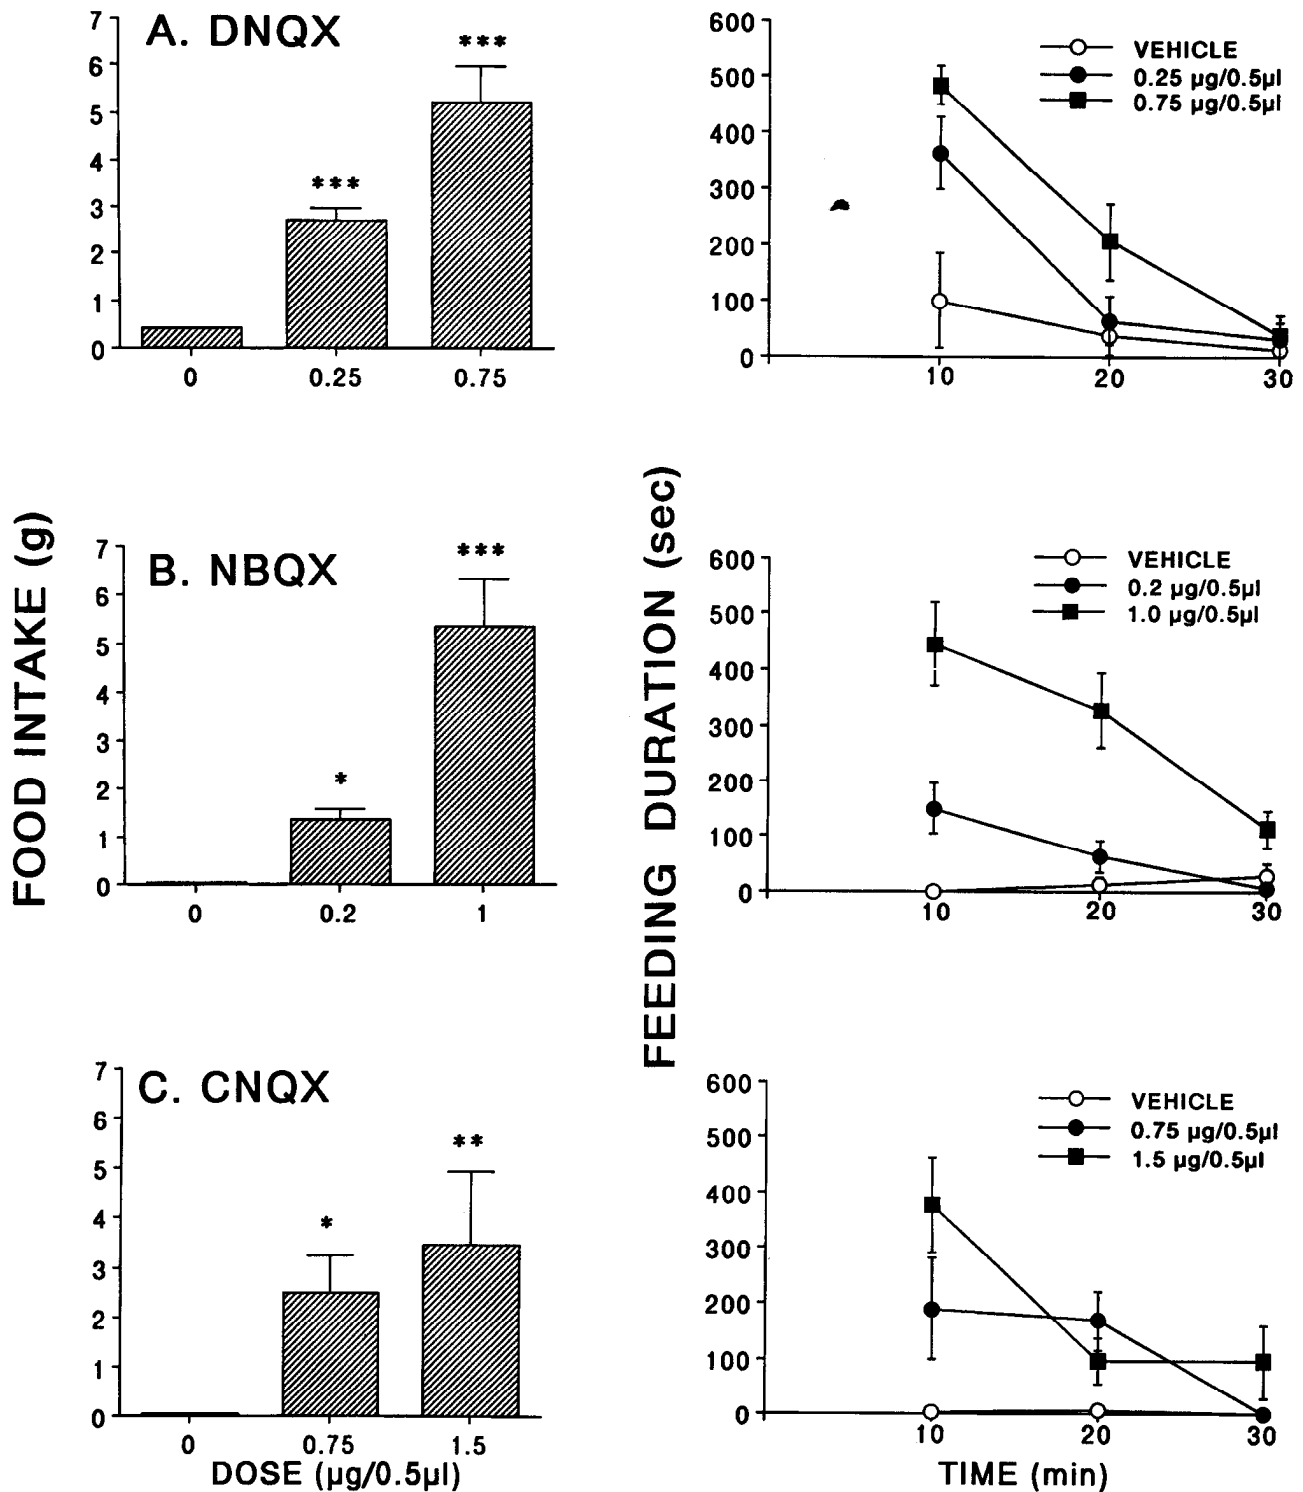 FOOD INTAKE (g)
A. DNQX
7
6
5
4
3
2
1
0
***
***
0 0.25 0.75
B. NBQX
7
6
5
4
3
2
1
0
*
***
0 0.2 1
C. CNQX
7
6
5
4
3
2
1
0
*
**
0 0.75 1.5
DOSE (µg/0.5µl)
FEEDING DURATION (sec)
600
500
400
300
200
100
0
VEHICLE
0.25 µg/0.5µl
0.75 µg/0.5µl
10 20 30
600
500
400
300
200
100
0
VEHICLE
0.2 µg/0.5µl
1.0 µg/0.5µl
10 20 30
600
500
400
300
200
100
0
VEHICLE
0.75 µg/0.5µl
1.5 µg/0.5µl
10 20 30
TIME (min)